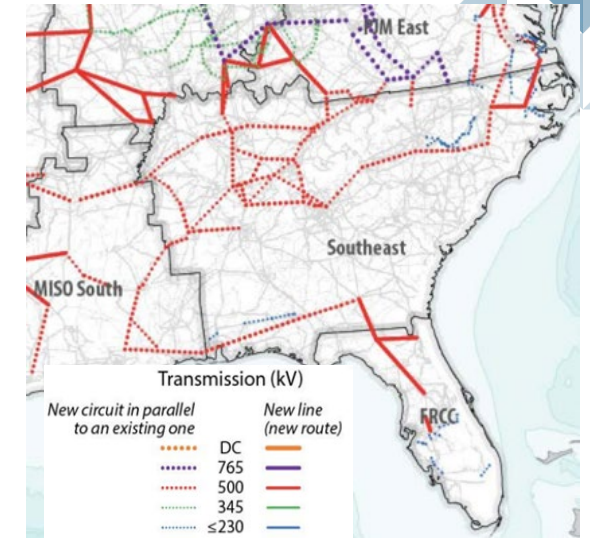 PJM East
Southeast
MISO South
FRCC
Transmission (kV)
New circuit in parallel
to an existing one
New line
(new route)
DC
765
500
345
≤230